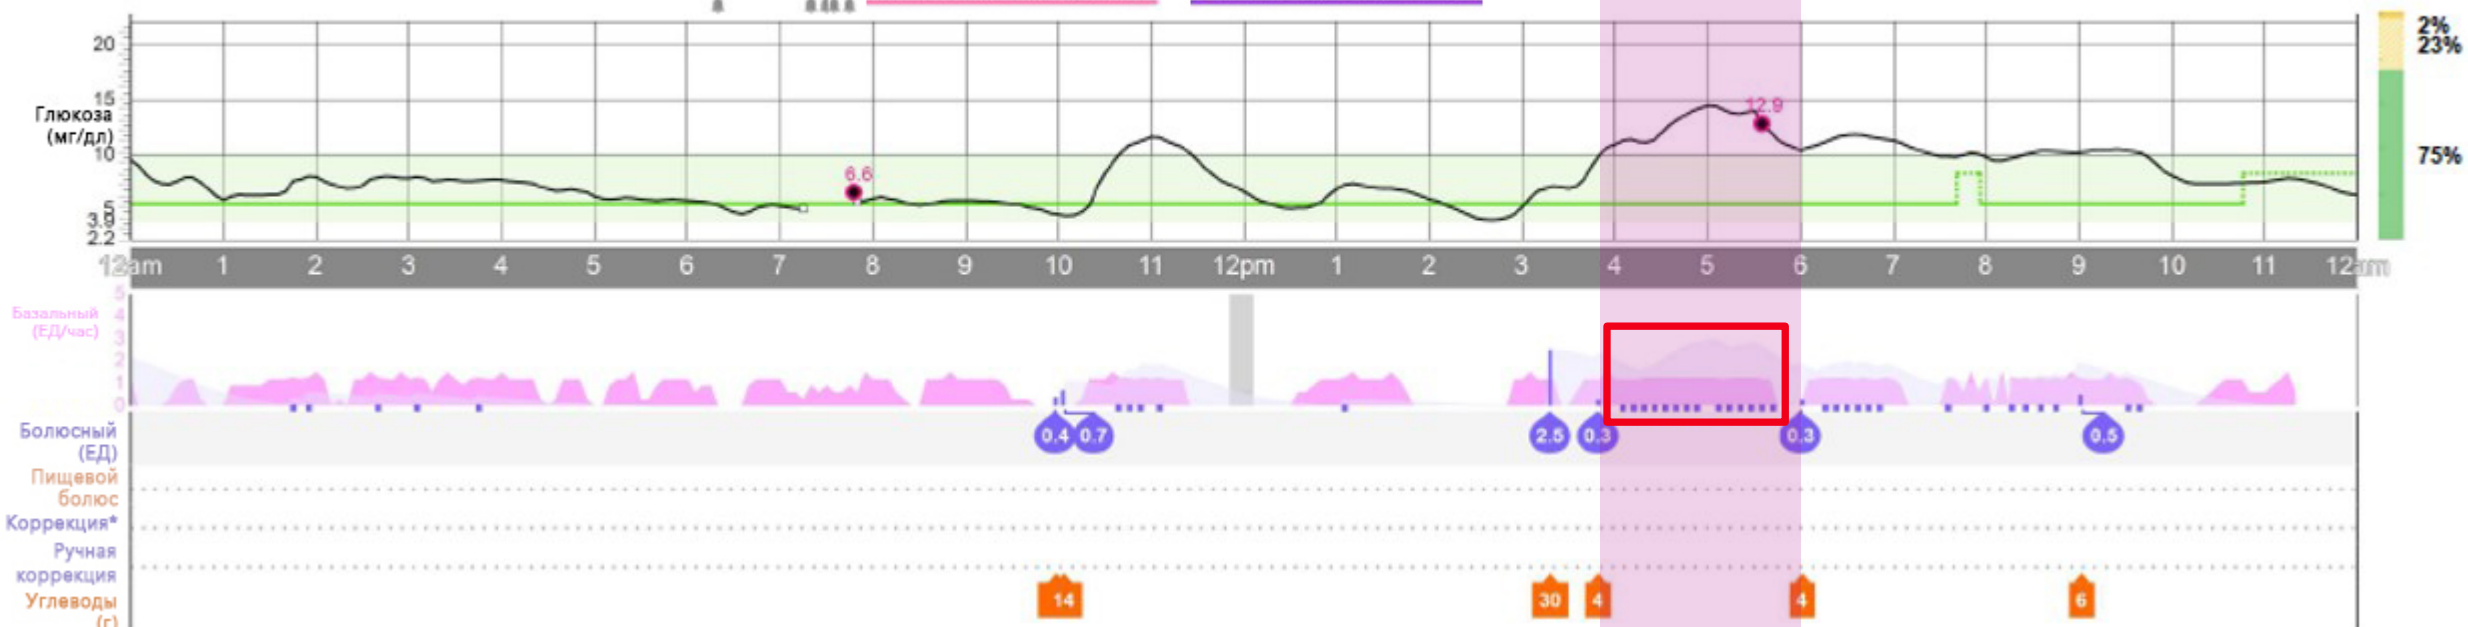 20
2%
23%
15
12.9
Глюкоза
(мг/дл)
10
75%
6.6
5
3.9
2.2
12am 1 2 3 4 5 6 7 8 9 10 11 12pm 1 2 3 4 5 6 7 8 9 10 11 12am
5
Базальный
(ЕД/час)
4
3
2
1
0
Болюсный
(ЕД)
0.4 0.7 2.5 0.3 0.3 0.5
Пищевой
болюс
Коррекция*
Ручная
коррекция
Углеводы
(г)
14 30 4 4 6